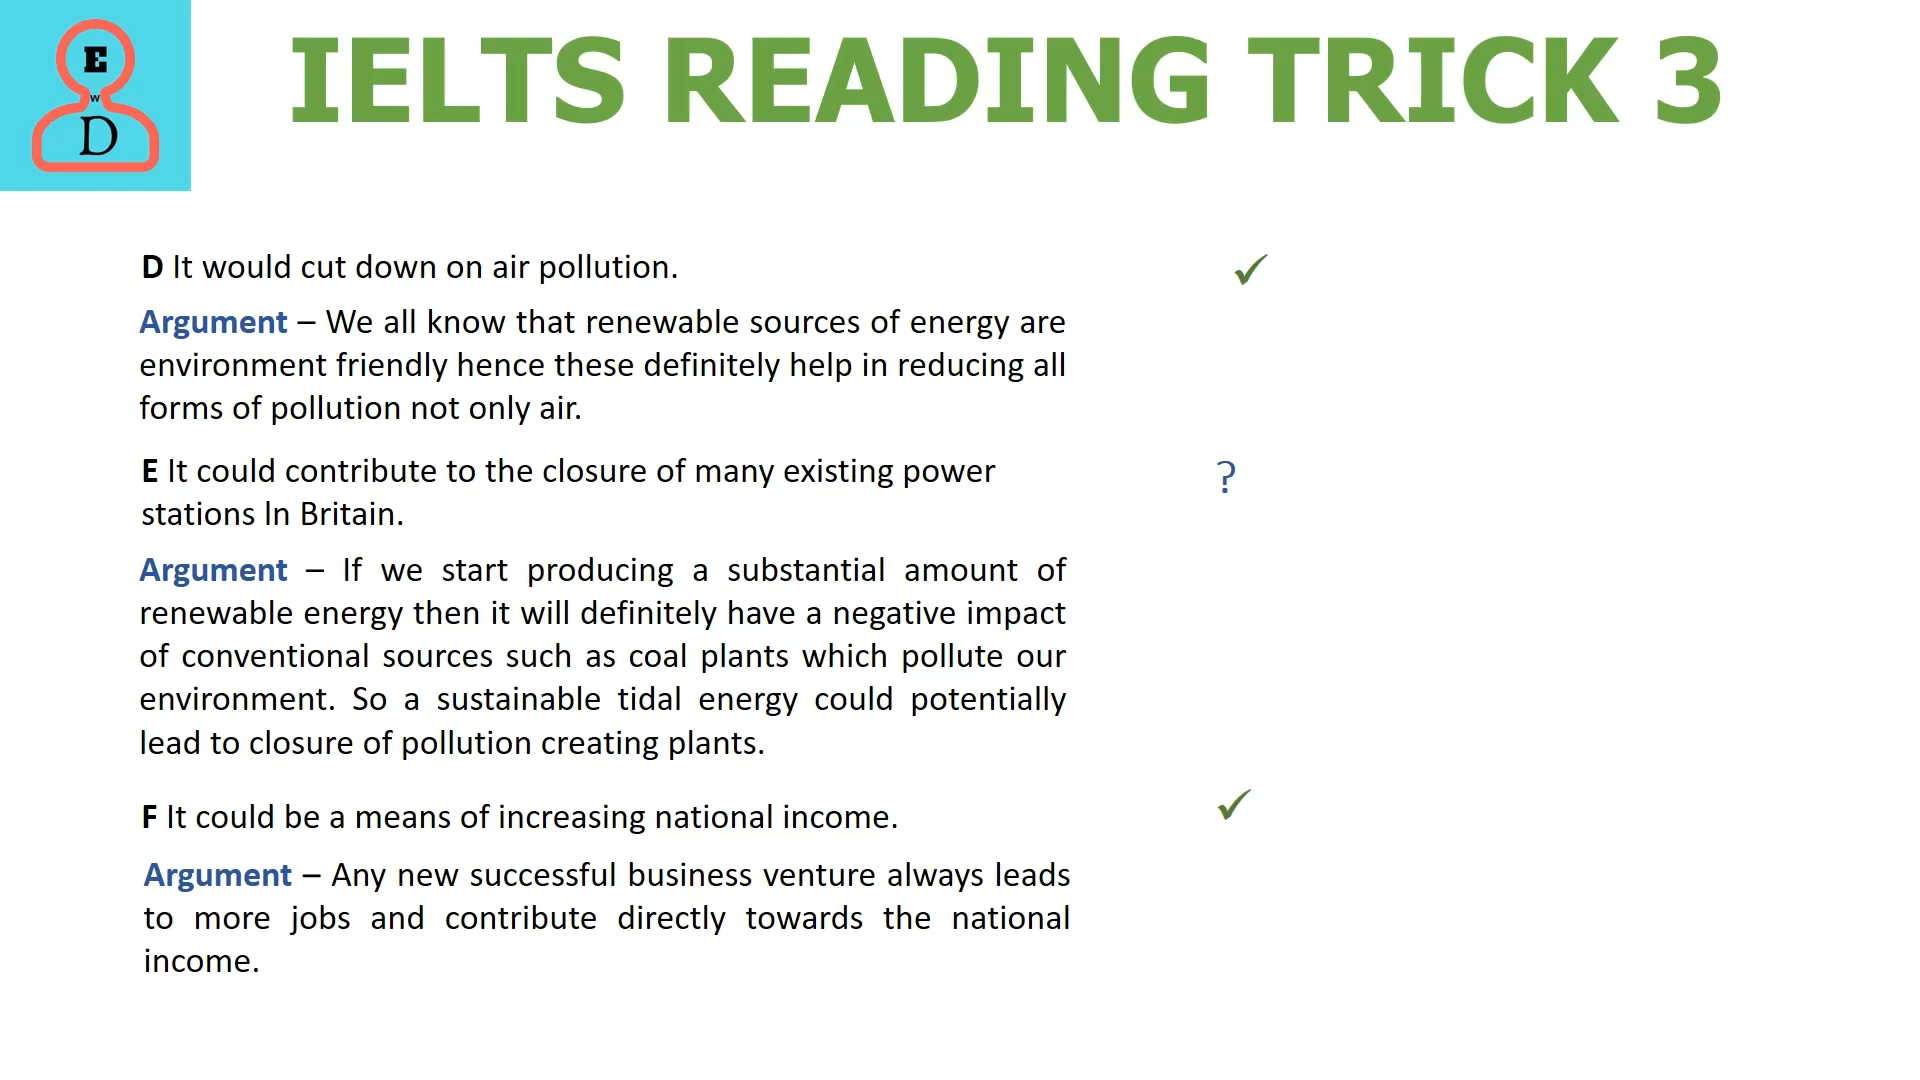 E
w
D
IELTS READING TRICK 3
D It would cut down on air pollution.
Argument – We all know that renewable sources of energy are
environment friendly hence these definitely help in reducing all
forms of pollution not only air.
E It could contribute to the closure of many existing power
stations In Britain.
?
Argument – If we start producing a substantial amount of
renewable energy then it will definitely have a negative impact
of conventional sources such as coal plants which pollute our
environment. So a sustainable tidal energy could potentially
lead to closure of pollution creating plants.
F It could be a means of increasing national income.
Argument – Any new successful business venture always leads
to more jobs and contribute directly towards the national
income.